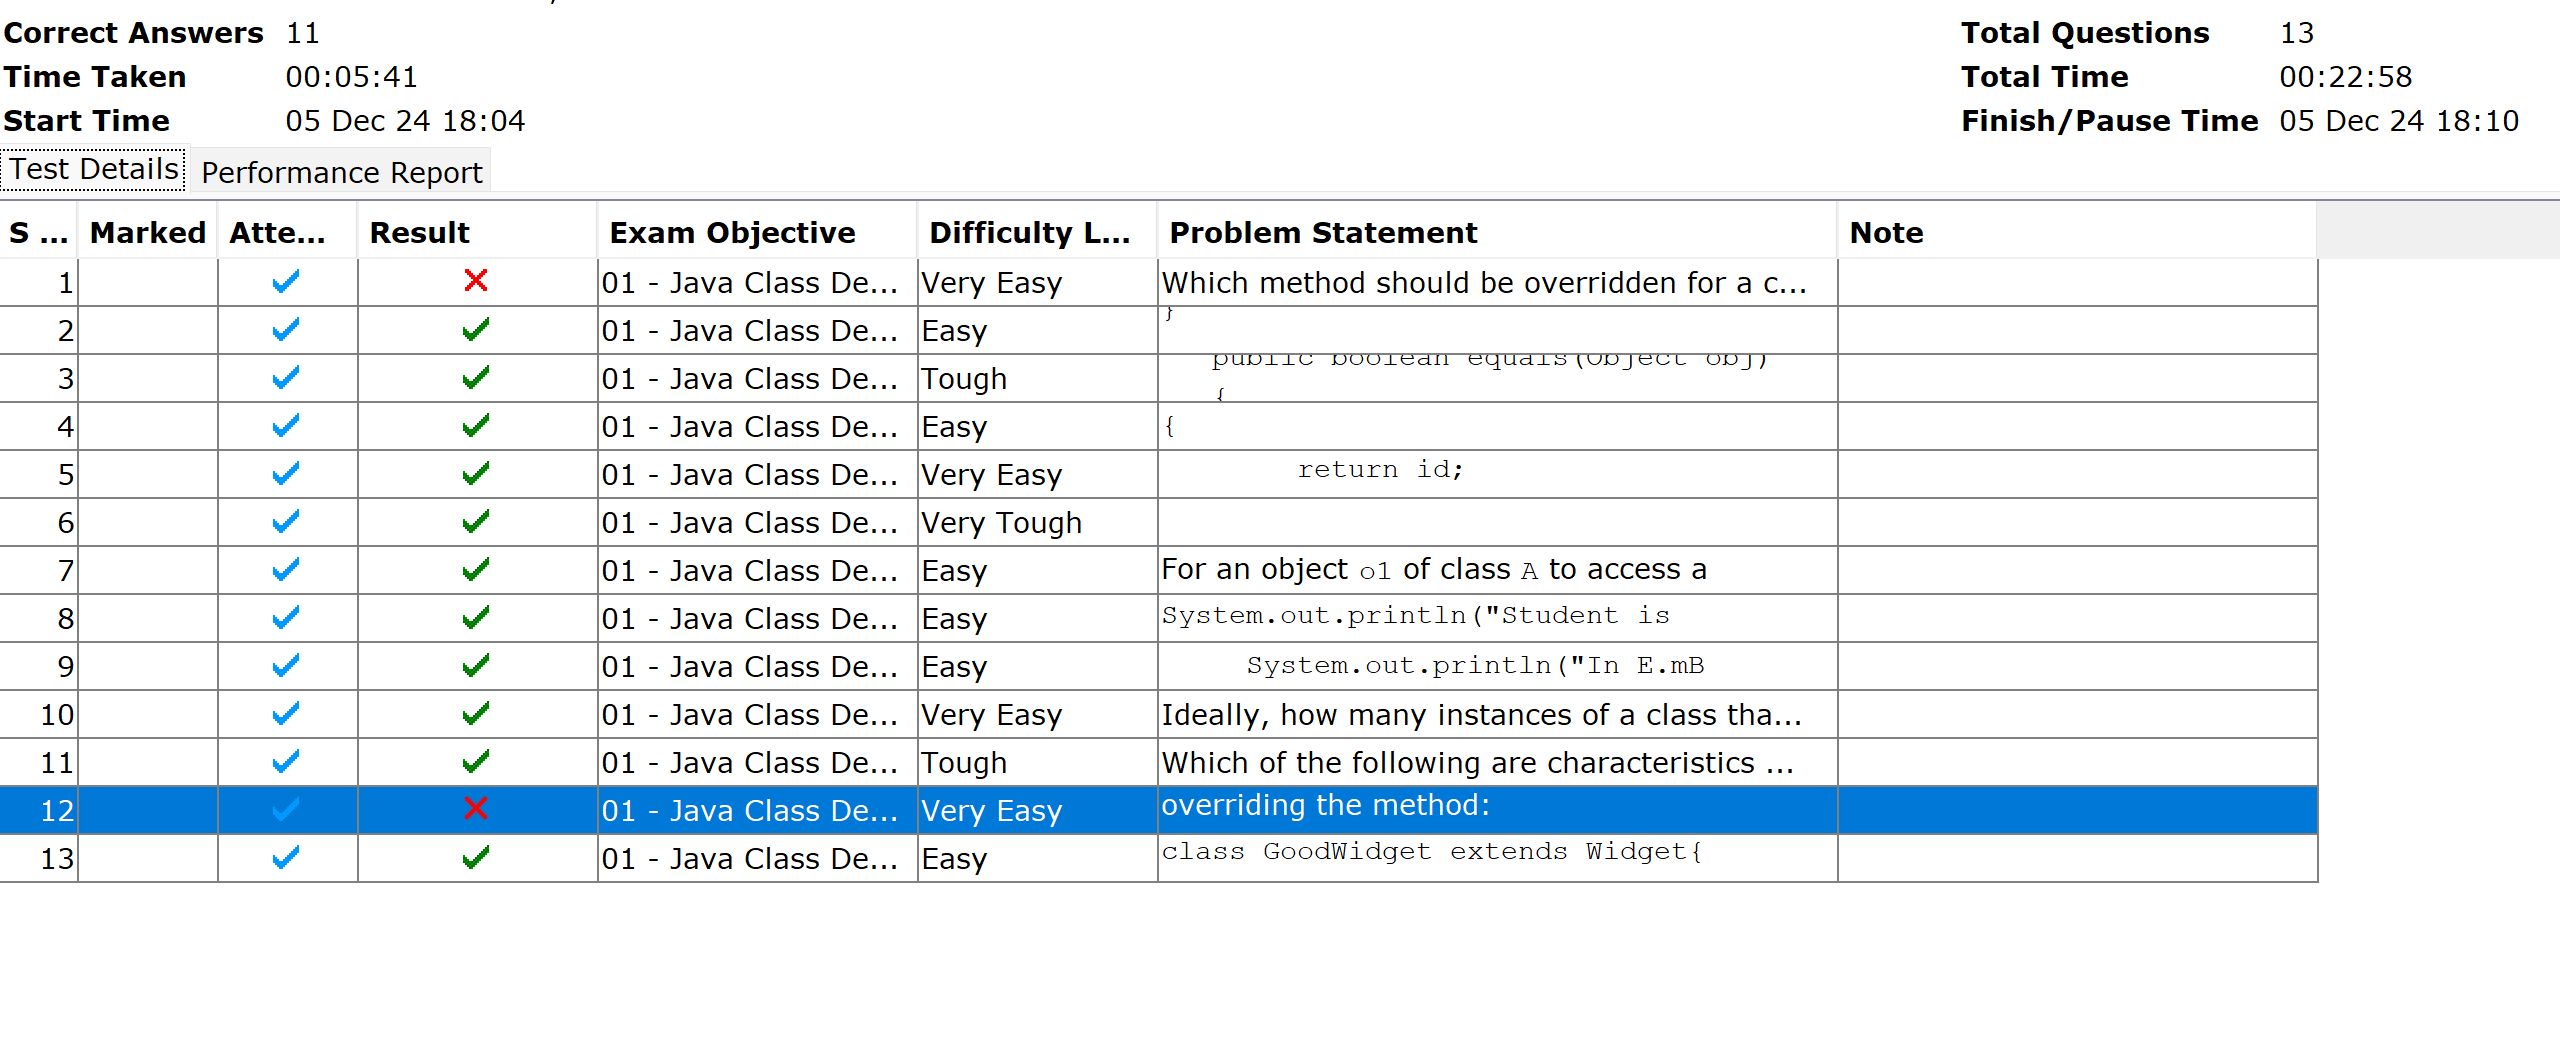 Correct Answers 11 Total Questions 13
Time Taken 00:05:41 Total Time 00:22:58
Start Time 05 Dec 24 18:04 Finish/Pause Time 05 Dec 24 18:10
Test Details Performance Report
S ... Marked Atte... Result Exam Objective Difficulty L... Problem Statement Note
1 01 - Java Class De... Very Easy Which method should be overridden for a c...
}
2 01 - Java Class De... Easy
public boolean equals(Object obj)
3 01 - Java Class De... Tough
{
4 01 - Java Class De... Easy {
5 01 - Java Class De... Very Easy return id;
6 01 - Java Class De... Very Tough
7 01 - Java Class De... Easy For an object o1 of class A to access a
8 01 - Java Class De... Easy System.out.println("Student is
9 01 - Java Class De... Easy System.out.println("In E.mB
10 01 - Java Class De... Very Easy Ideally, how many instances of a class tha...
11 01 - Java Class De... Tough Which of the following are characteristics ...
12 01 - Java Class De... Very Easy overriding the method:
13 01 - Java Class De... Easy class GoodWidget extends Widget{